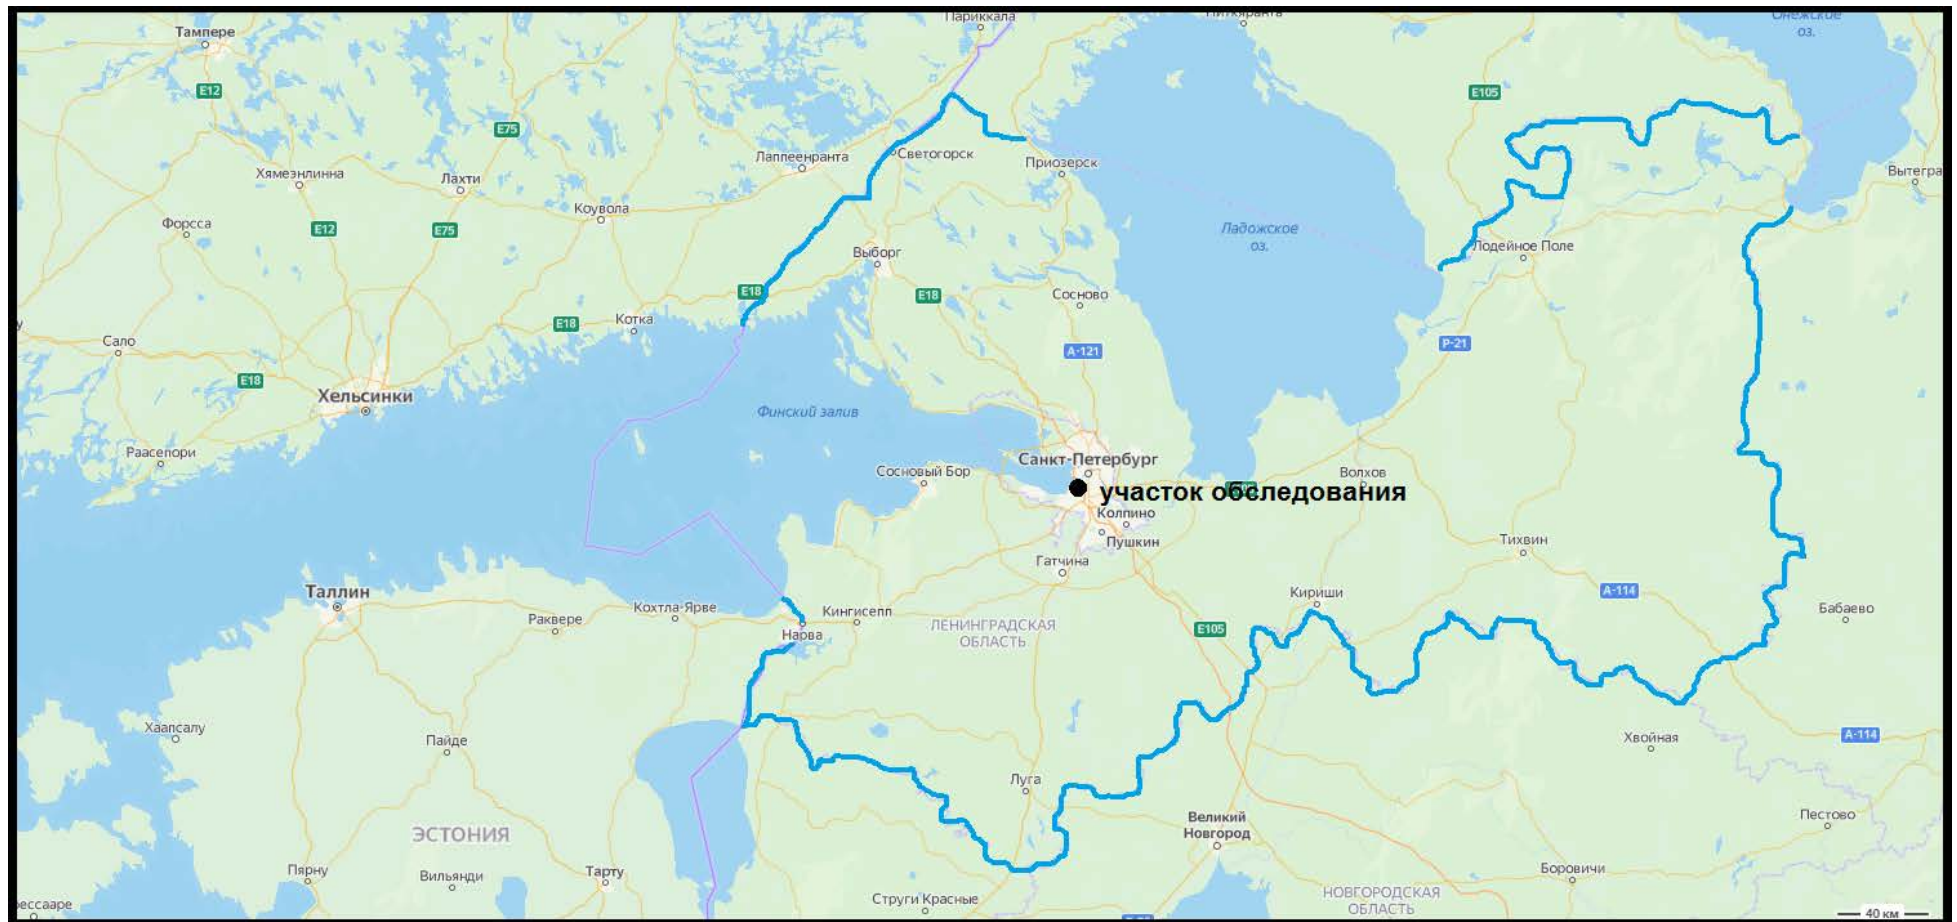 Париккала
Питкяранта
Онежское
оз.
Тампере
E12
E105
E75
Лаппеенранта
Светогорск
Приозерск
Хямеэнлинна
Лахти
Вытегра
Коувола
Форсса
E12
E75
Ладожское
оз.
Выборг
Лодейное Поле
E18
E18
Сосново
Котка
E18
Сало
Р-21
А-121
E18
Хельсинки
Финский залив
Раасепори
Санкт-Петербург
Сосновый Бор
Волхов
участок обследования
Колпино
Пушкин
Тихвин
Гатчина
Таллин
Кириши
А-114
Кохтла-Ярве
Кингисепп
Бабаево
Раквере
ЛЕНИНГРАДСКАЯ
ОБЛАСТЬ
E105
Нарва
Хаапсалу
Пайде
Хвойная
А-114
Луга
Великий
Новгород
Пестово
ЭСТОНИЯ
Пярну
Вильянди
Тарту
Боровичи
Струги Красные
НОВГОРОДСКАЯ
ОБЛАСТЬ
ессааре
40 км